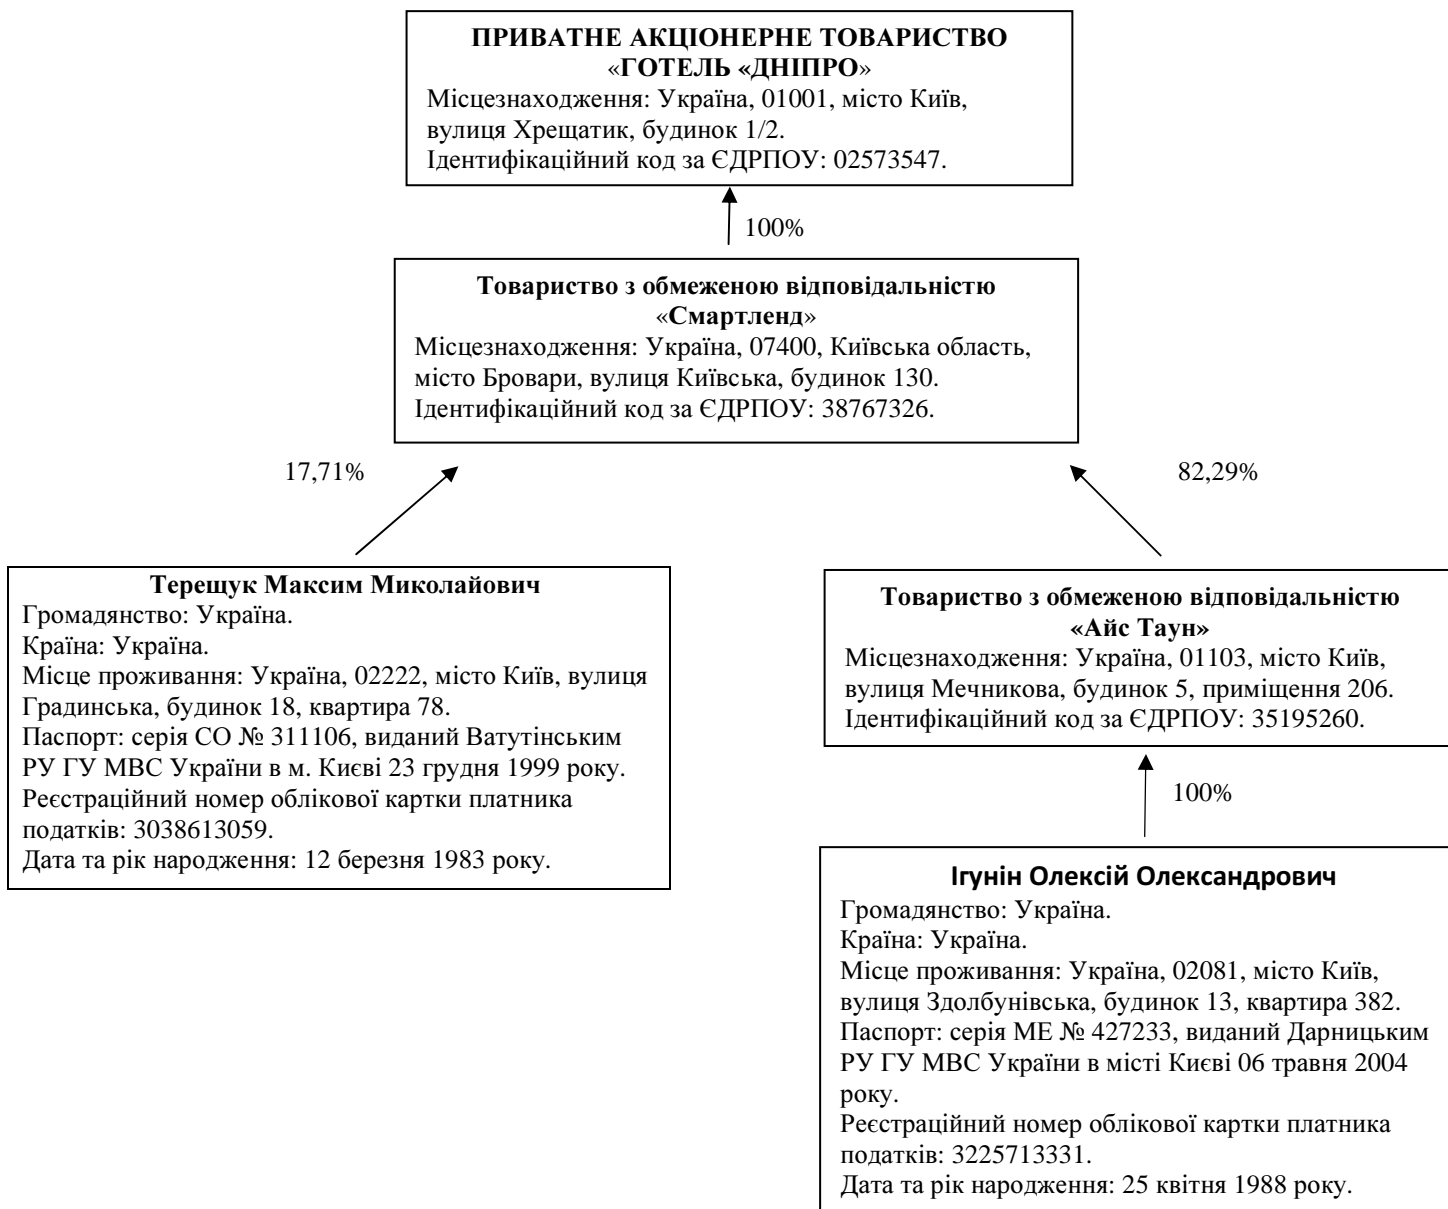 ПРИВАТНЕ АКЦІОНЕРНЕ ТОВАРИСТВО
«ГОТЕЛЬ «ДНІПРО»
Місцезнаходження: Україна, 01001, місто Київ,
вулиця Хрещатик, будинок 1/2.
Ідентифікаційний код за ЄДРПОУ: 02573547.
100%
Товариство з обмеженою відповідальністю
«Смартленд»
Місцезнаходження: Україна, 07400, Київська область,
місто Бровари, вулиця Київська, будинок 130.
Ідентифікаційний код за ЄДРПОУ: 38767326.
17,71%
82,29%
Терещук Максим Миколайович
Громадянство: Україна.
Країна: Україна.
Місце проживання: Україна, 02222, місто Київ, вулиця
Градинська, будинок 18, квартира 78.
Паспорт: серія СО № 311106, виданий Ватутінським
РУ ГУ МВС України в м. Києві 23 грудня 1999 року.
Реєстраційний номер облікової картки платника
податків: 3038613059.
Дата та рік народження: 12 березня 1983 року.
Товариство з обмеженою відповідальністю
«Айс Таун»
Місцезнаходження: Україна, 01103, місто Київ,
вулиця Мечникова, будинок 5, приміщення 206.
Ідентифікаційний код за ЄДРПОУ: 35195260.
100%
Ігунін Олексій Олександрович
Громадянство: Україна.
Країна: Україна.
Місце проживання: Україна, 02081, місто Київ,
вулиця Здолбунівська, будинок 13, квартира 382.
Паспорт: серія МЕ № 427233, виданий Дарницьким
РУ ГУ МВС України в місті Києві 06 травня 2004
року.
Реєстраційний номер облікової картки платника
податків: 3225713331.
Дата та рік народження: 25 квітня 1988 року.